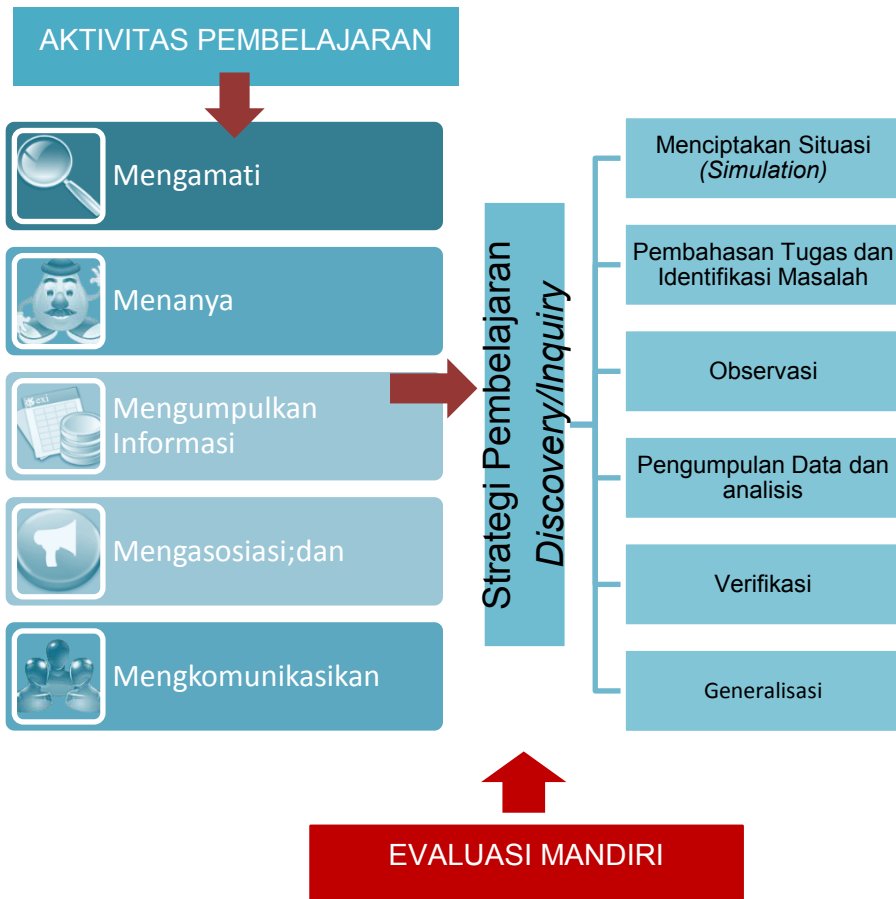 AKTIVITAS PEMBELAJARAN
Mengamati
Menanya
Mengumpulkan
Informasi
Mengasosiasi;dan
Mengkomunikasikan
Strategi Pembelajaran
Discovery/Inquiry
Menciptakan Situasi
(Simulation)
Pembahasan Tugas dan
Identifikasi Masalah
Observasi
Pengumpulan Data dan
analisis
Verifikasi
Generalisasi
EVALUASI MANDIRI